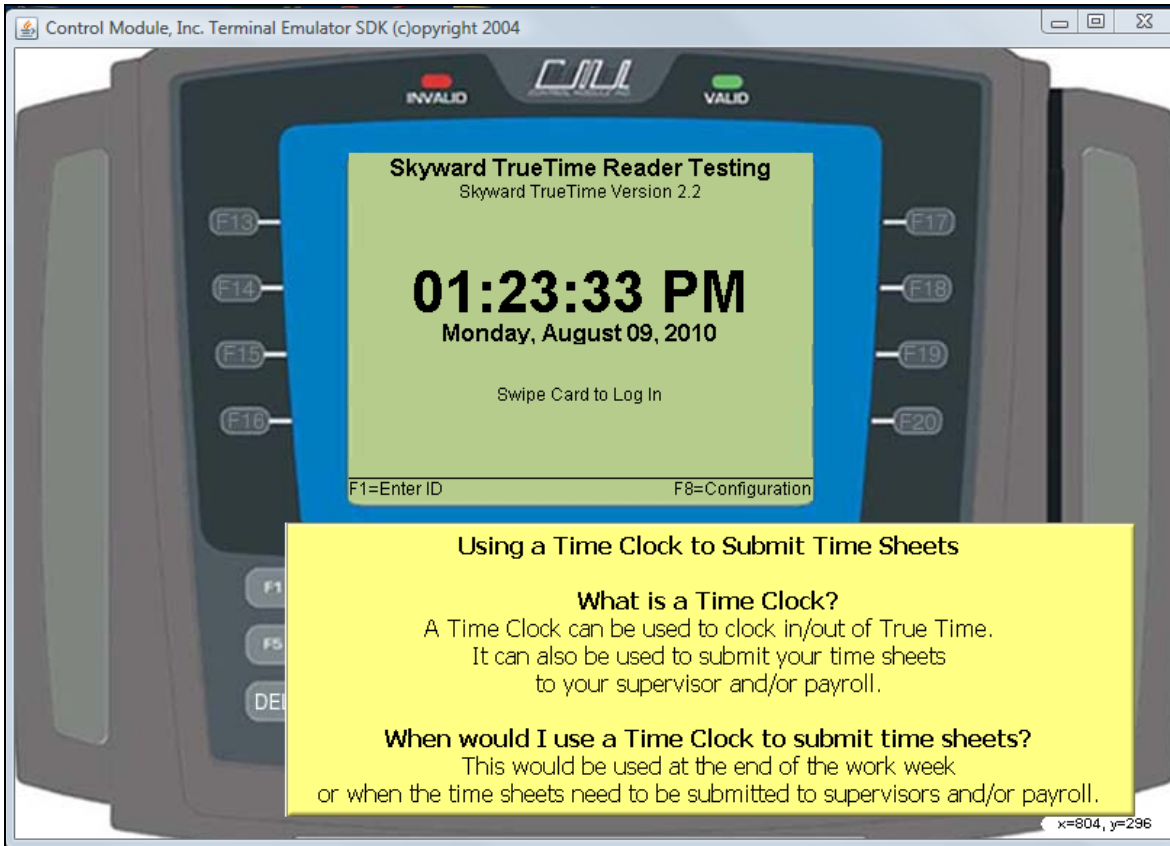 Control Module, Inc. Terminal Emulator SDK (c)opyright 2004
INVALID
CMI
CONTROL MODULE INC.
VALID
Skyward TrueTime Reader Testing
Skyward TrueTime Version 2.2
F13
F17
01:23:33 PM
F14
F18
Monday, August 09, 2010
F15
F19
Swipe Card to Log In
F16
F20
F1=Enter ID
F8=Configuration
Using a Time Clock to Submit Time Sheets
F1
What is a Time Clock?
A Time Clock can be used to clock in/out of True Time.
F5
It can also be used to submit your time sheets
to your supervisor and/or payroll.
DEL
When would I use a Time Clock to submit time sheets?
This would be used at the end of the work week
or when the time sheets need to be submitted to supervisors and/or payroll.
x=804, y=296